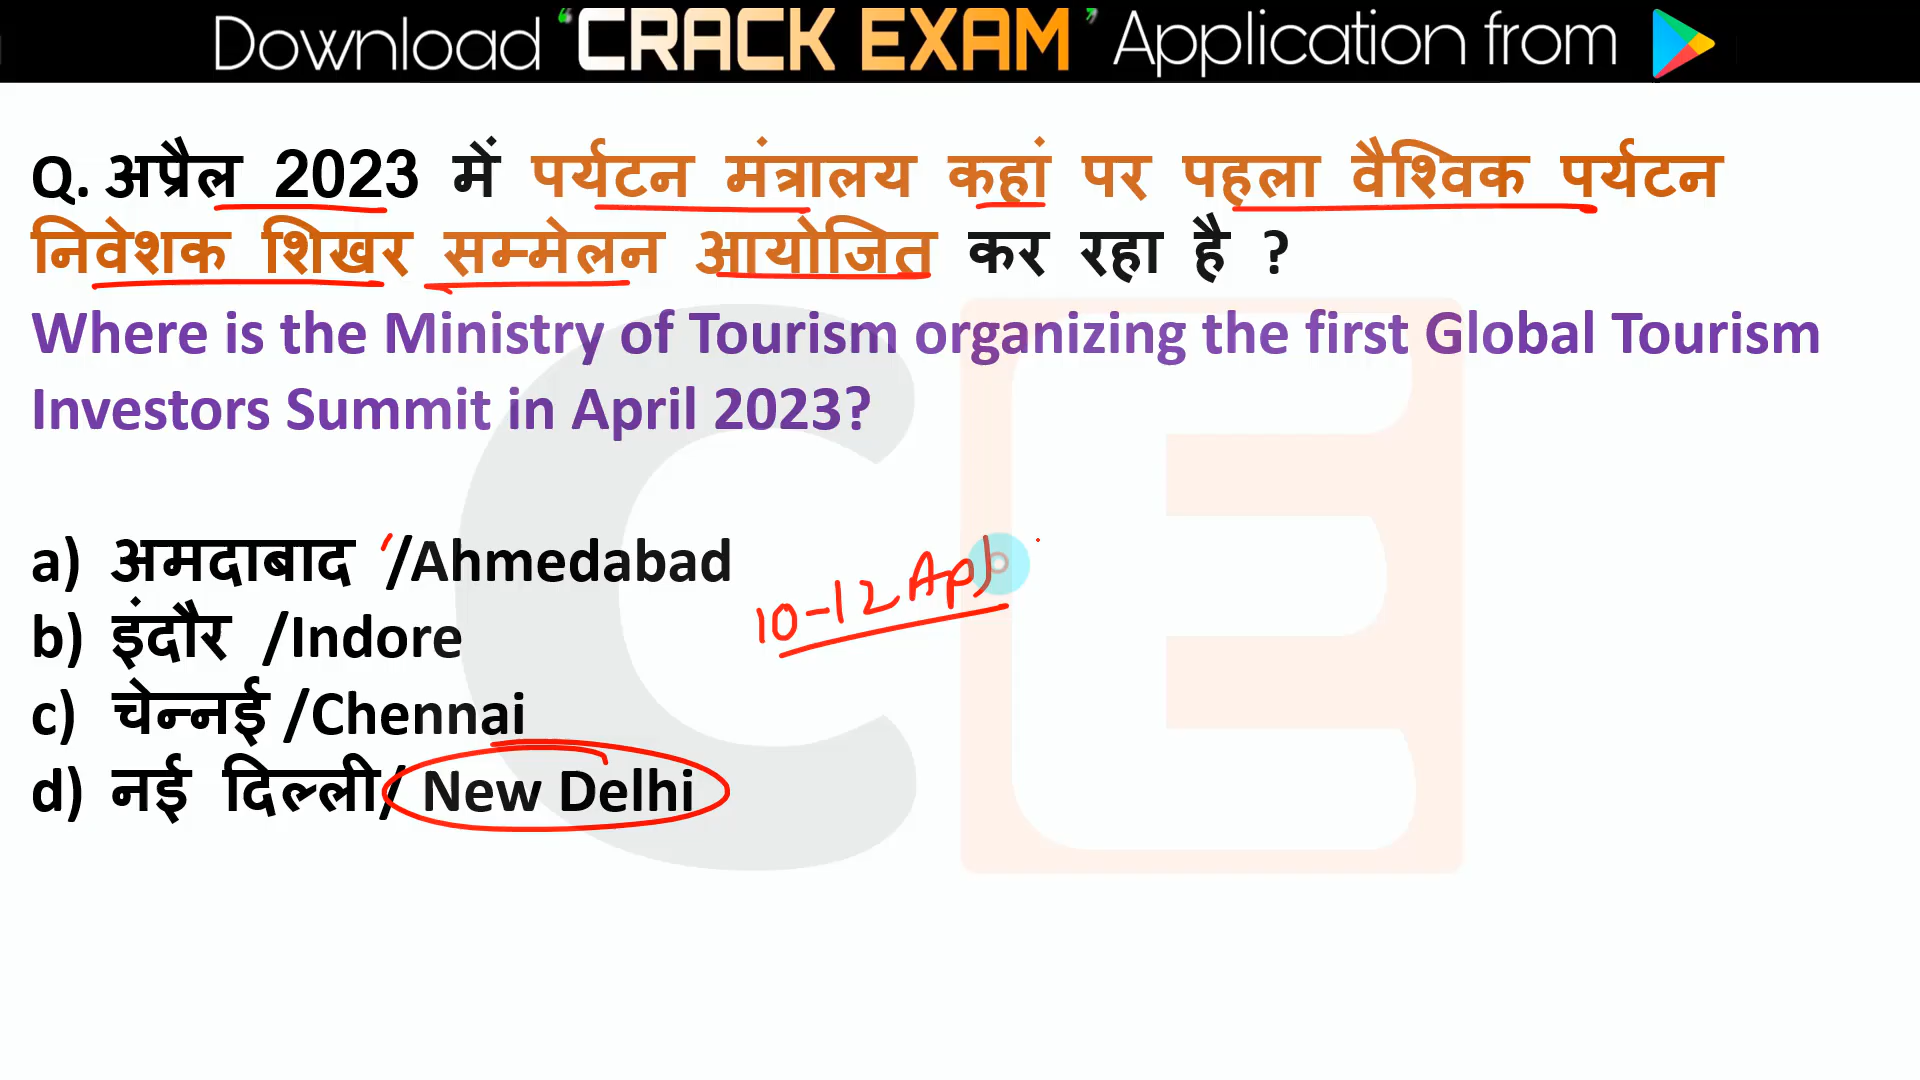 Download ‘CRACK EXAM’ Application from
Q. अप्रैल 2023 में पर्यटन मंत्रालय कहां पर पहला वैश्विक पर्यटन
निवेशक शिखर सम्मेलन आयोजित कर रहा है ?
Where is the Ministry of Tourism organizing the first Global Tourism
Investors Summit in April 2023?
a) अमदाबाद /Ahmedabad
10-12 Apl
b) इंदौर /Indore
c) चेन्नई /Chennai
d) नई दिल्ली/ New Delhi
CE